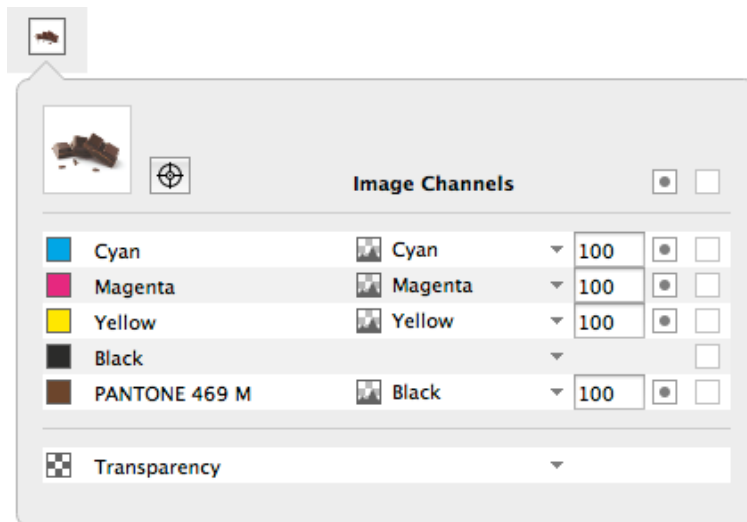 Image Channels
Cyan Cyan 100
Magenta Magenta 100
Yellow Yellow 100
Black
PANTONE 469 M Black 100
Transparency